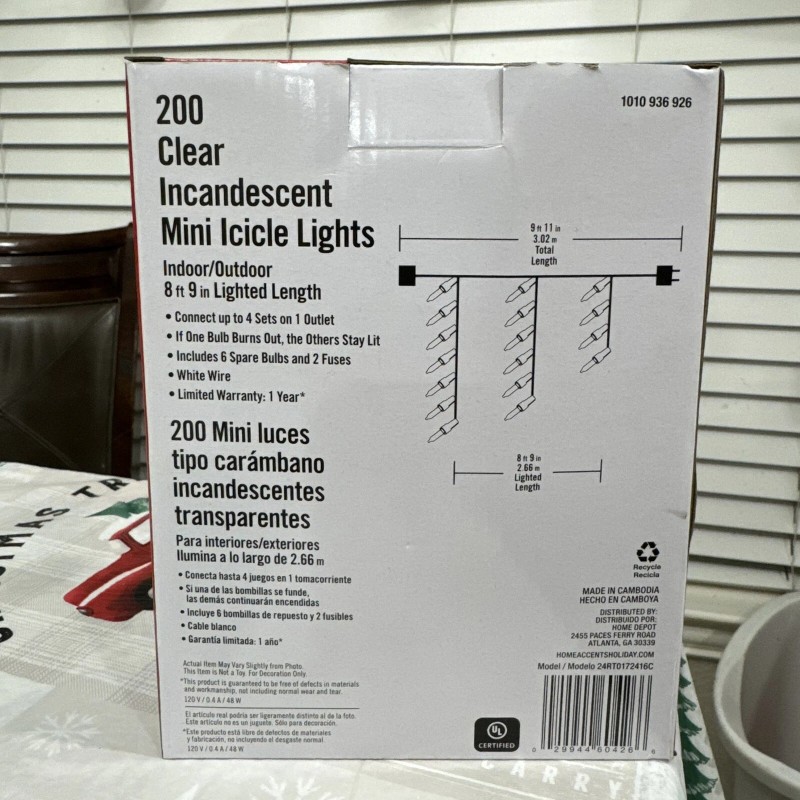 200
Clear
Incandescent
Mini Icicle Lights
Indoor/Outdoor
8 ft 9 in Lighted Length
• Connect up to 4 Sets on 1 Outlet
• If One Bulb Burns Out, the Others Stay Lit
• Includes 6 Spare Bulbs and 2 Fuses
• White Wire
• Limited Warranty: 1 Year*
200 Mini luces
tipo carámbano
incandescentes
transparentes
Para interiores/exteriores
Ilumina a lo largo de 2.66 m
• Conecta hasta 4 juegos en 1 tomacorriente
• Si una de las bombillas se funde,
las demás continuarán encendidas
• Incluye 6 bombillas de repuesto y 2 fusibles
• Cable blanco
• Garantía limitada: 1 año*
Actual Item May Vary Slightly from Photo.
This Item is Not a Toy. For Decoration Only.
*This product is guaranteed to be free of defects in materials
and workmanship, not including normal wear and tear.
120 V / 0.4 A / 48 W
El artículo real podría ser ligeramente distinto al de la foto.
Este artículo no es un juguete. Sólo para decoración.
*Este producto está libre de defectos de materiales
y fabricación, no incluyendo el desgaste normal.
120 V / 0.4 A / 48 W
1010 936 926
9 ft 11 in
3.02 m
Total
Length
8 ft 9 in
2.66 m
Lighted
Length
Recycle
Recicla
MADE IN CAMBODIA
HECHO EN CAMBOYA
DISTRIBUTED BY:
DISTRIBUIDO POR:
HOME DEPOT
2455 PACES FERRY ROAD
ATLANTA, GA 30339
HOMEACCENTSHOLIDAY.COM
Model / Modelo 24RT0172416C
UL
CERTIFIED
0 29944 60426 6
CARRY